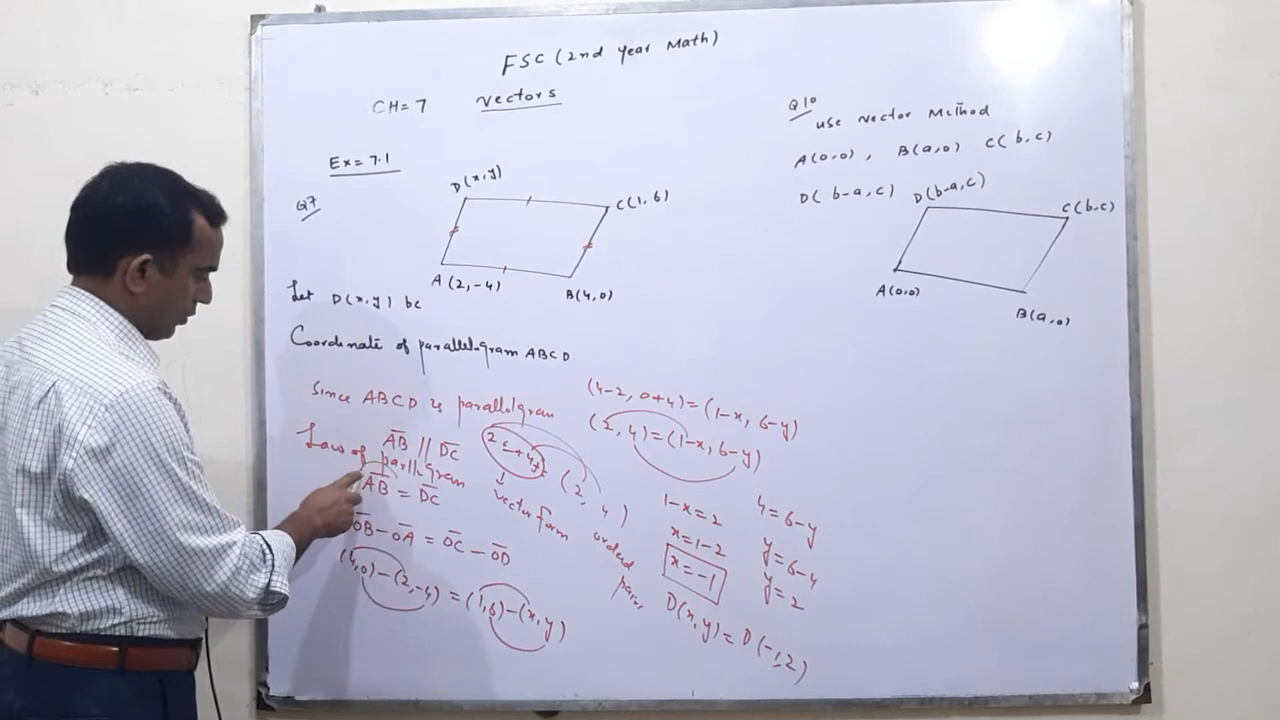 FSC (2nd Year Math)
CH= 7 Vectors
Ex= 7.1
Q7
D(x,y)
C(1,6)
A(2,-4)
B(4,0)
Let D(x,y) be
Coordinate of parallelogram ABCD
Since ABCD is parallelogram
AB || DC
Law of parllgram
AB = DC
OB - OA = OC - OD
(4,0)-(2,-4) = (1,6)-(x,y)
vector form
(2, 4)
ordered pairs
(4-2, 0+4)=(1-x, 6-y)
(2, 4)=(1-x, 6-y)
1-x=2
x=1-2
x=-1
4=6-y
y=6-4
y=2
D(x,y)=D(-1,2)
Q10
use vector Method
A(0,0), B(a,0) C(b,c)
D(b-a,c)
D(b-a,c)
C(b-c)
A(0,0)
B(a,0)